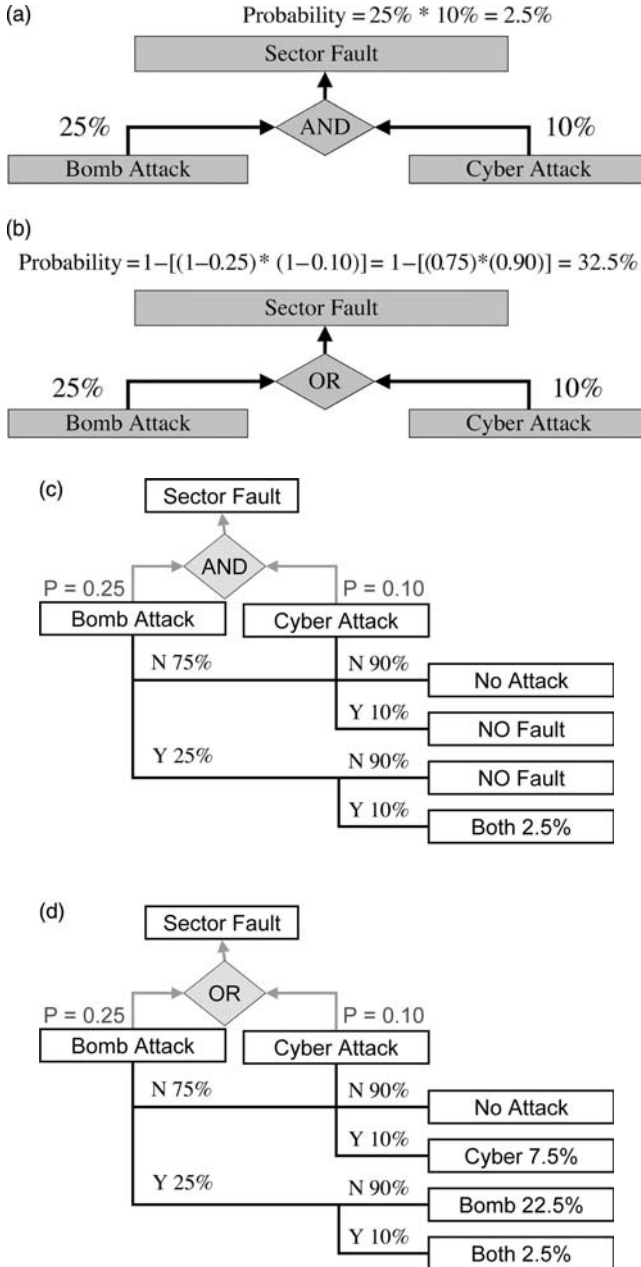 (a)
Probability = 25% * 10% = 2.5%
Sector Fault
25%
AND
10%
Bomb Attack
Cyber Attack
(b)
Probability = 1–[(1–0.25)* (1–0.10)] = 1–[(0.75)*(0.90)] = 32.5%
Sector Fault
25%
OR
10%
Bomb Attack
Cyber Attack
(c)
Sector Fault
AND
P = 0.25
P = 0.10
Bomb Attack
Cyber Attack
N 75%
N 90%
No Attack
Y 10%
NO Fault
Y 25%
N 90%
NO Fault
Y 10%
Both 2.5%
(d)
Sector Fault
OR
P = 0.25
P = 0.10
Bomb Attack
Cyber Attack
N 75%
N 90%
No Attack
Y 10%
Cyber 7.5%
Y 25%
N 90%
Bomb 22.5%
Y 10%
Both 2.5%